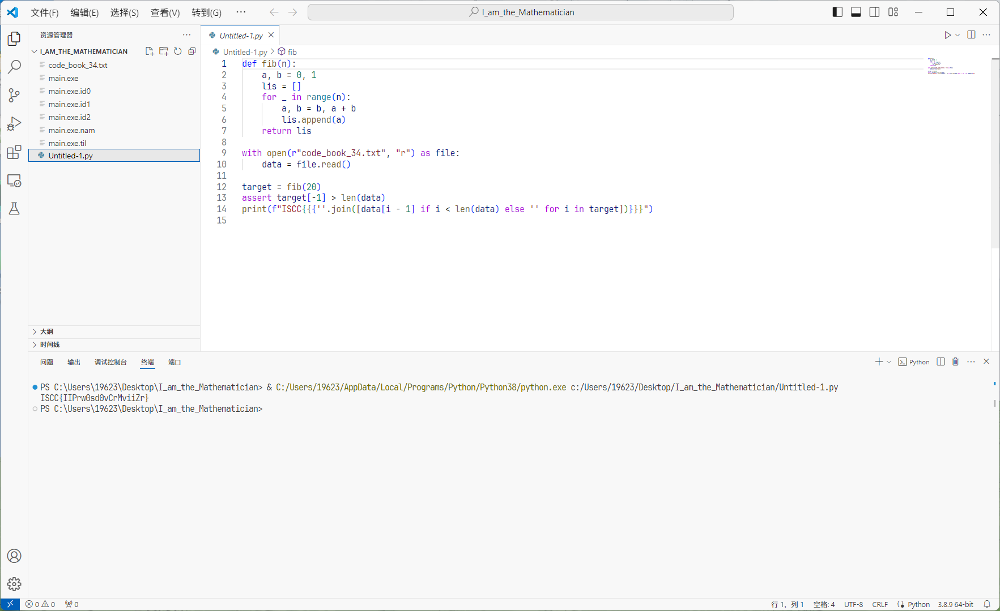 文件(F) 编辑(E) 选择(S) 查看(V) 转到(G) ··· I_am_the_Mathematician
资源管理器
I_AM_THE_MATHEMATICIAN
code_book_34.txt
main.exe
main.exe.id0
main.exe.id1
main.exe.id2
main.exe.nam
main.exe.til
Untitled-1.py
大纲
时间线
Untitled-1.py
Untitled-1.py > fib
1 def fib(n):
2     a, b = 0, 1
3     lis = []
4     for _ in range(n):
5         a, b = b, a + b
6         lis.append(a)
7     return lis
8
9 with open(r"code_book_34.txt", "r") as file:
10     data = file.read()
11
12 target = fib(20)
13 assert target[-1] > len(data)
14 print(f"ISCC{{{''.join([data[i - 1] if i < len(data) else '' for i in target])}}}")
15
问题 输出 调试控制台 终端 端口 Python
PS C:\Users\19623\Desktop\I_am_the_Mathematician> & C:/Users/19623/AppData/Local/Programs/Python/Python38/python.exe c:/Users/19623/Desktop/I_am_the_Mathematician/Untitled-1.py
ISCC{IIPrw0sd0vCrMviiZr}
PS C:\Users\19623\Desktop\I_am_the_Mathematician>
0 0 0 行 1，列 1 空格: 4 UTF-8 CRLF Python 3.8.9 64-bit